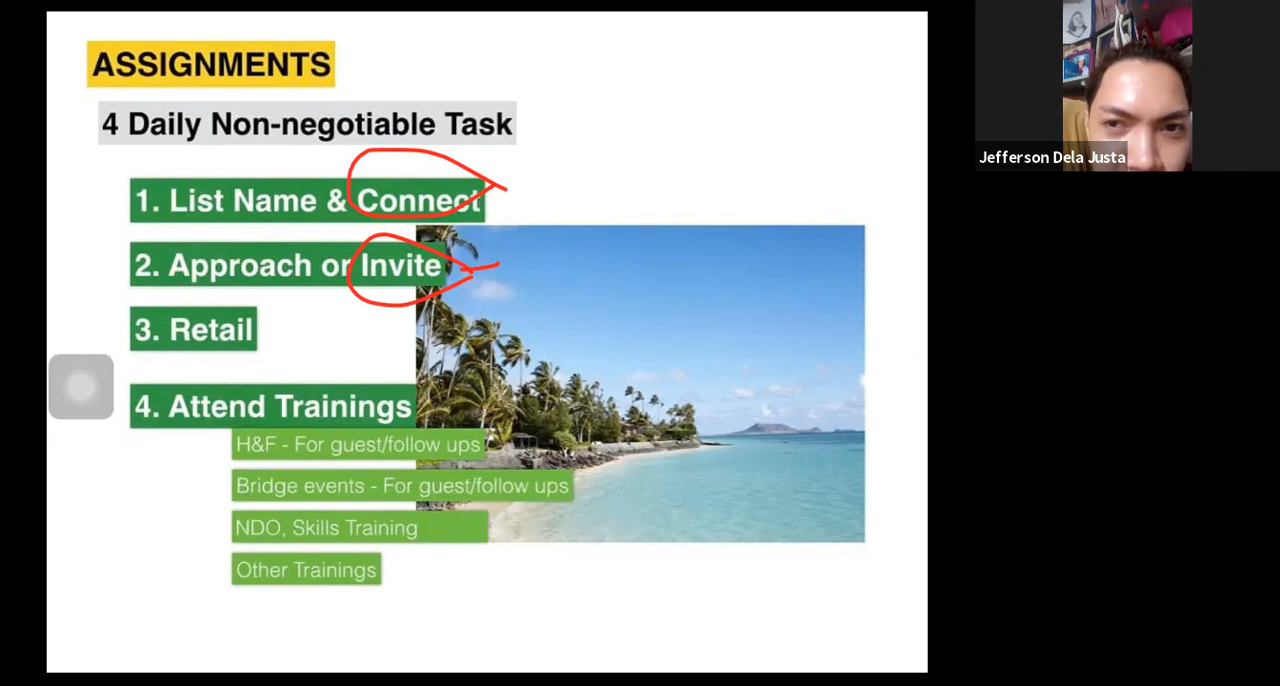 ASSIGNMENTS
4 Daily Non-negotiable Task
1. List Name & Connect
2. Approach or Invite
3. Retail
4. Attend Trainings
H&F - For guest/follow ups
Bridge events - For guest/follow ups
NDO, Skills Training
Other Trainings
Jefferson Dela Justa